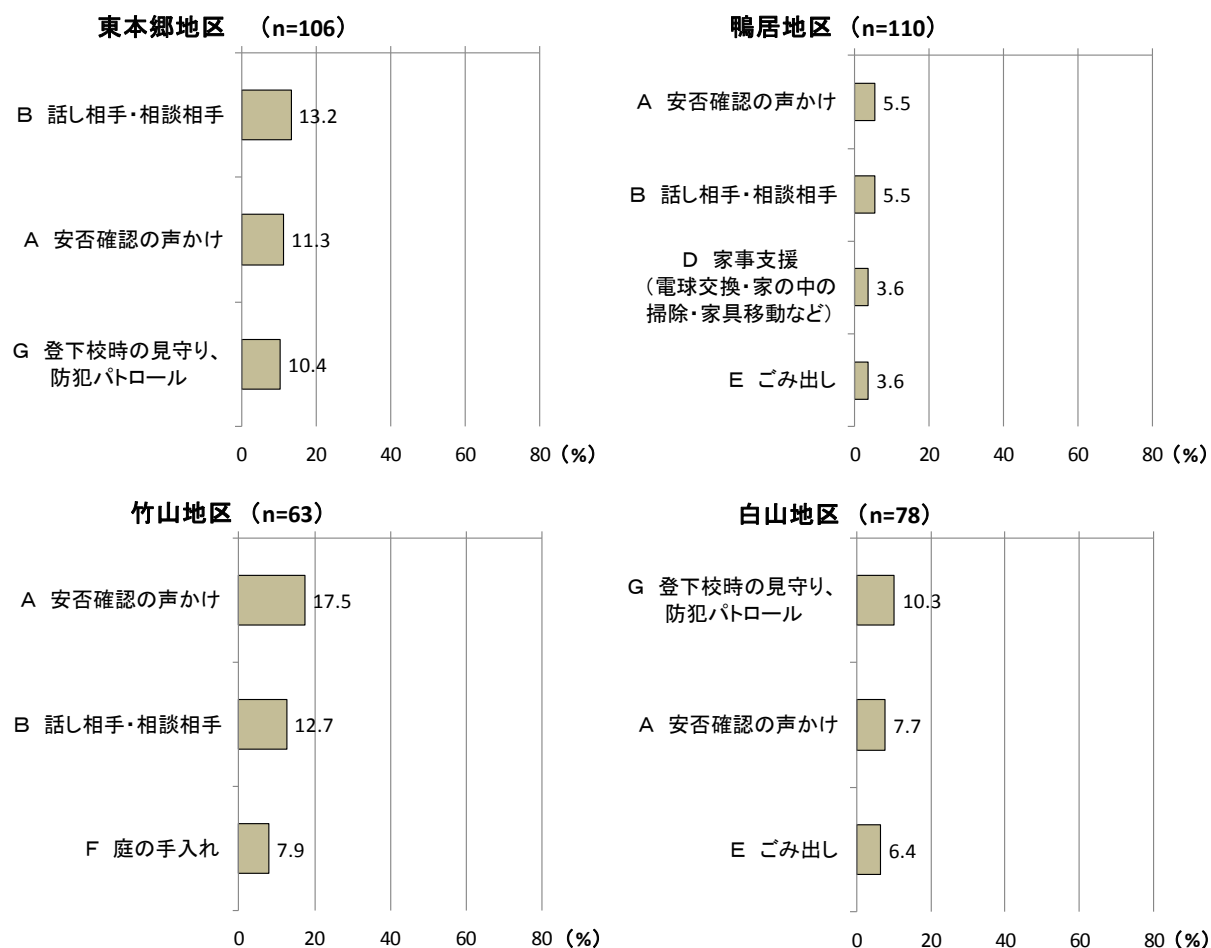 東本郷地区　（n=106）
B　話し相手・相談相手
13.2
A　安否確認の声かけ
11.3
G　登下校時の見守り、
防犯パトロール
10.4
0 20 40 60 80 （%）
鴨居地区　（n=110）
A　安否確認の声かけ
5.5
B　話し相手・相談相手
5.5
D　家事支援
（電球交換・家の中の
掃除・家具移動など）
3.6
E　ごみ出し
3.6
0 20 40 60 80 （%）
竹山地区　（n=63）
A　安否確認の声かけ
17.5
B　話し相手・相談相手
12.7
F　庭の手入れ
7.9
0 20 40 60 80 （%）
白山地区　（n=78）
G　登下校時の見守り、
防犯パトロール
10.3
A　安否確認の声かけ
7.7
E　ごみ出し
6.4
0 20 40 60 80 （%）